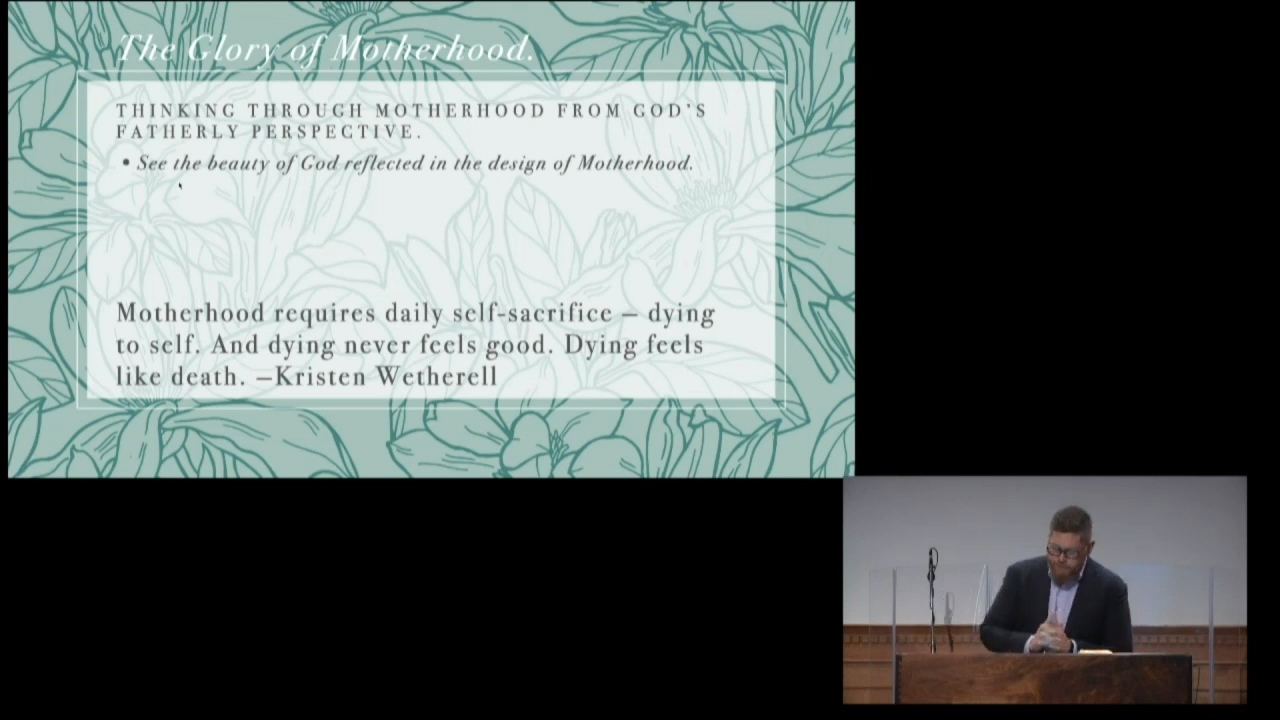 The Glory of Motherhood.
THINKING THROUGH MOTHERHOOD FROM GOD'S
FATHERLY PERSPECTIVE.
• See the beauty of God reflected in the design of Motherhood.
Motherhood requires daily self-sacrifice – dying
to self. And dying never feels good. Dying feels
like death. –Kristen Wetherell